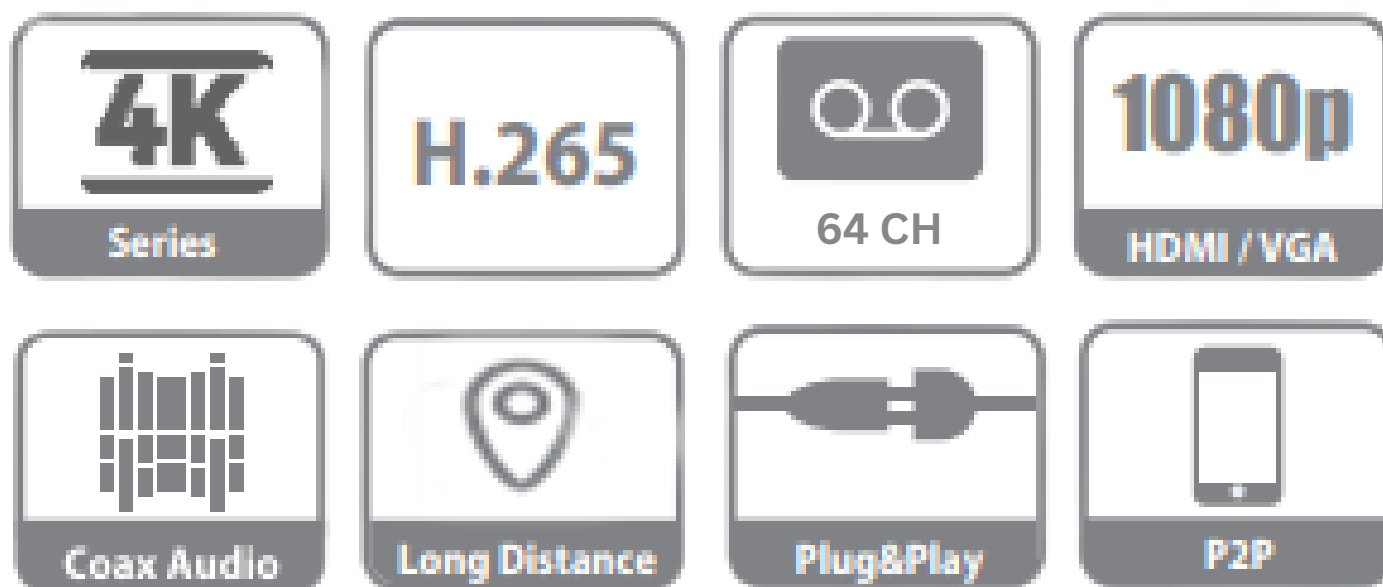 4K
Series
H.265
64 CH
1080p
HDMI / VGA
Coax Audio
Long Distance
Plug&Play
P2P